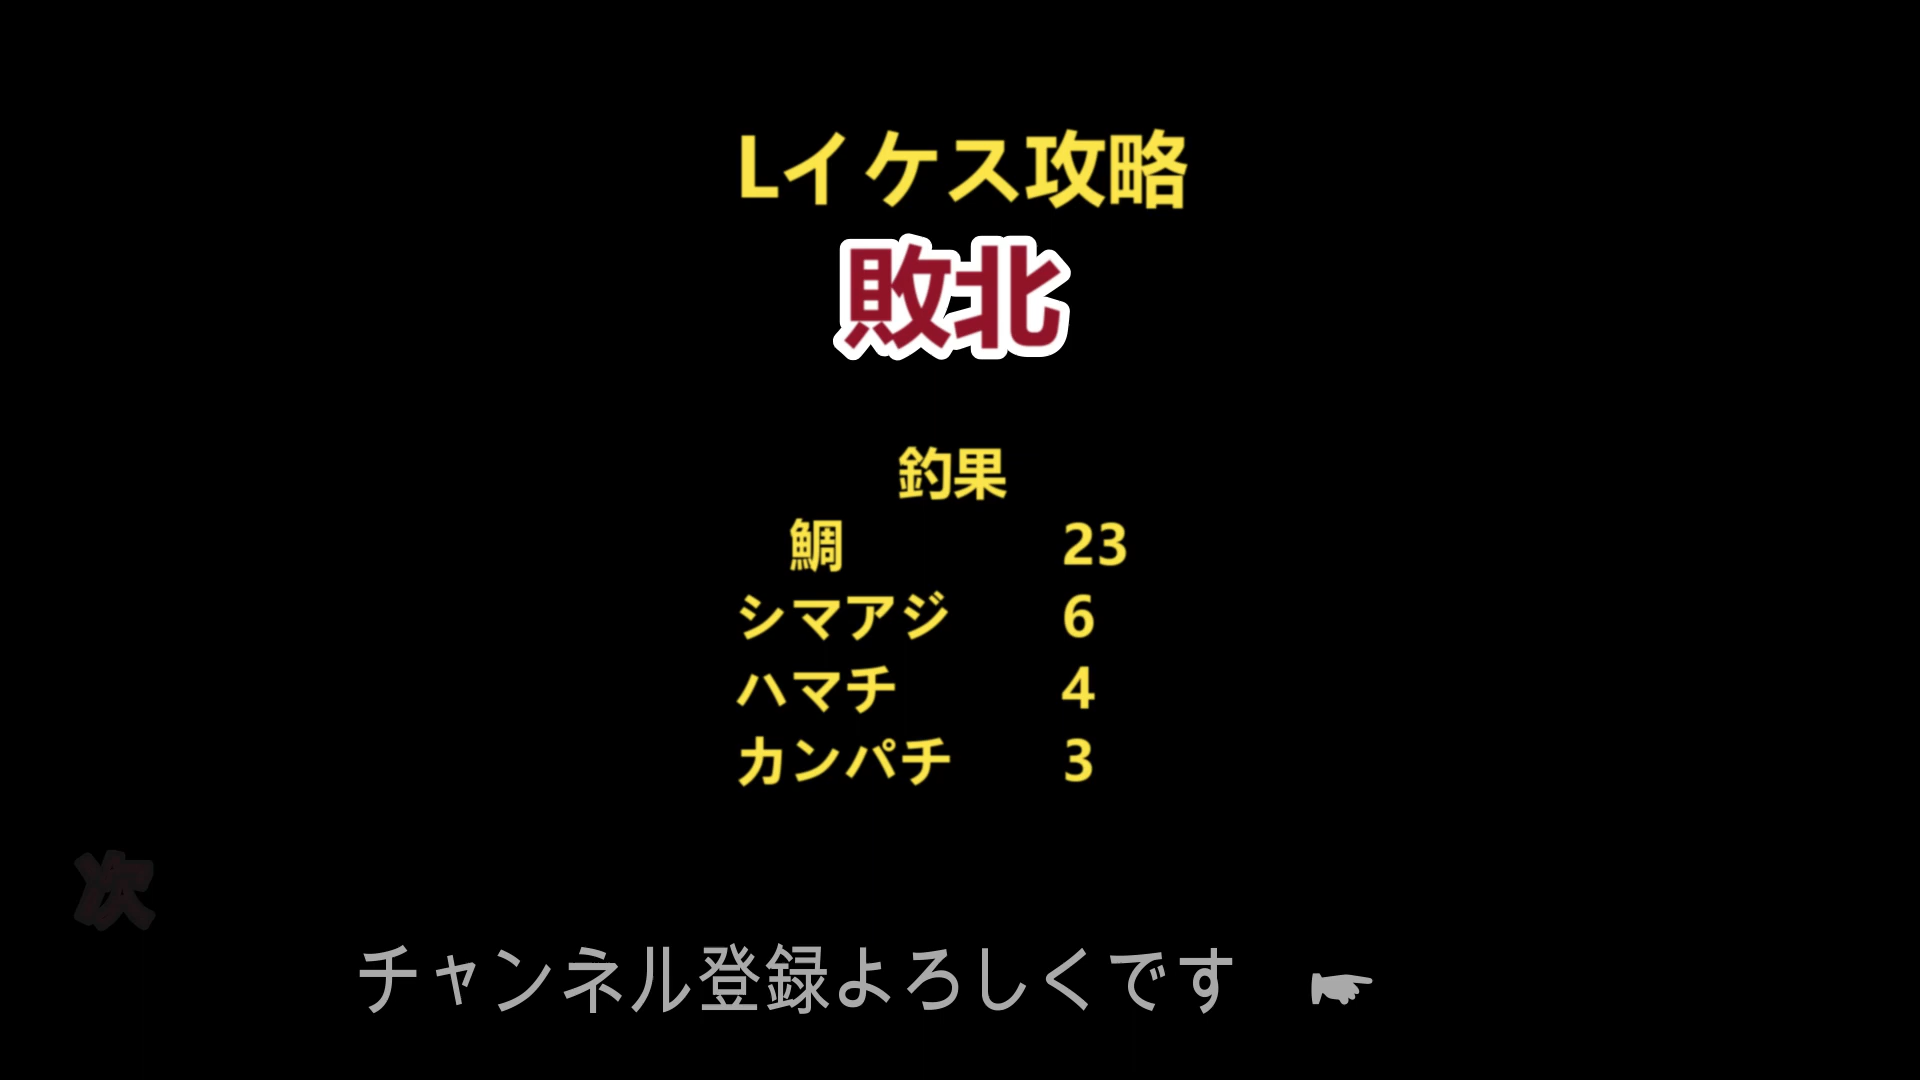 Lイケス攻略
敗北
釣果
鯛 23
シマアジ 6
ハマチ 4
カンパチ 3
次
チャンネル登録よろしくです ☛